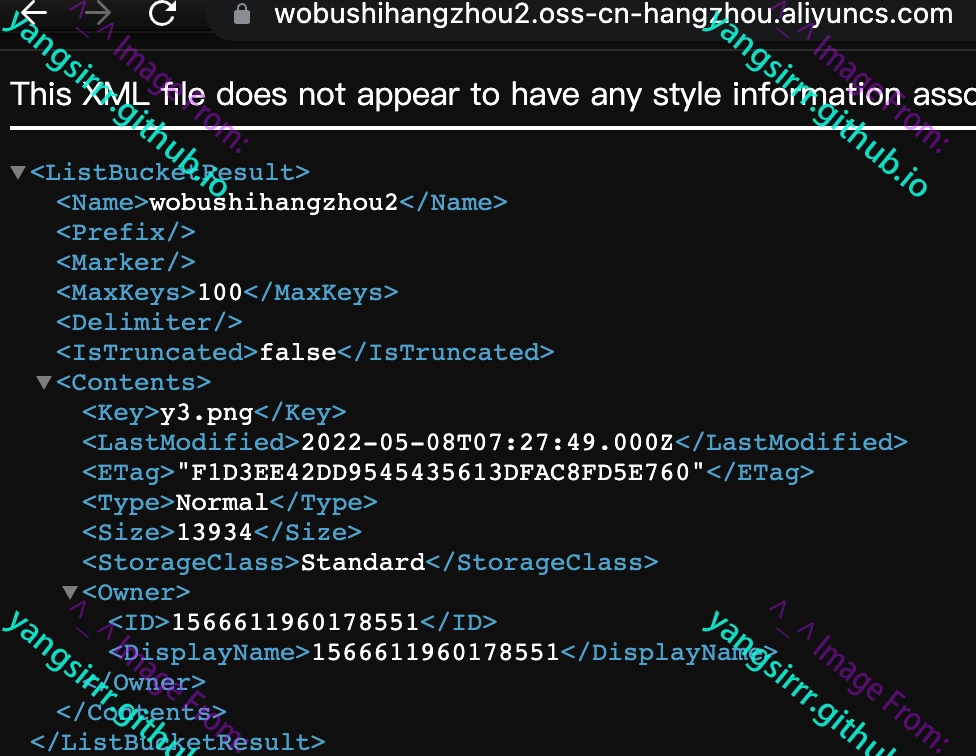 wobushihangzhou2.oss-cn-hangzhou.aliyuncs.com
This XML file does not appear to have any style information asso
<ListBucketResult>
<Name>wobushihangzhou2</Name>
<Prefix/>
<Marker/>
<MaxKeys>100</MaxKeys>
<Delimiter/>
<IsTruncated>false</IsTruncated>
<Contents>
<Key>y3.png</Key>
<LastModified>2022-05-08T07:27:49.000Z</LastModified>
<ETag>"F1D3EE42DD9545435613DFAC8FD5E760"</ETag>
<Type>Normal</Type>
<Size>13934</Size>
<StorageClass>Standard</StorageClass>
<Owner>
<ID>1566611960178551</ID>
<DisplayName>1566611960178551</DisplayName>
</Owner>
</Contents>
</ListBucketResult>
^_^ Image From:
yangsirrr.github.io
^_^ Image From:
yangsirrr.github.io
^_^ Image From:
yangsirrr.github
^_^ Image From:
yangsirrr.github